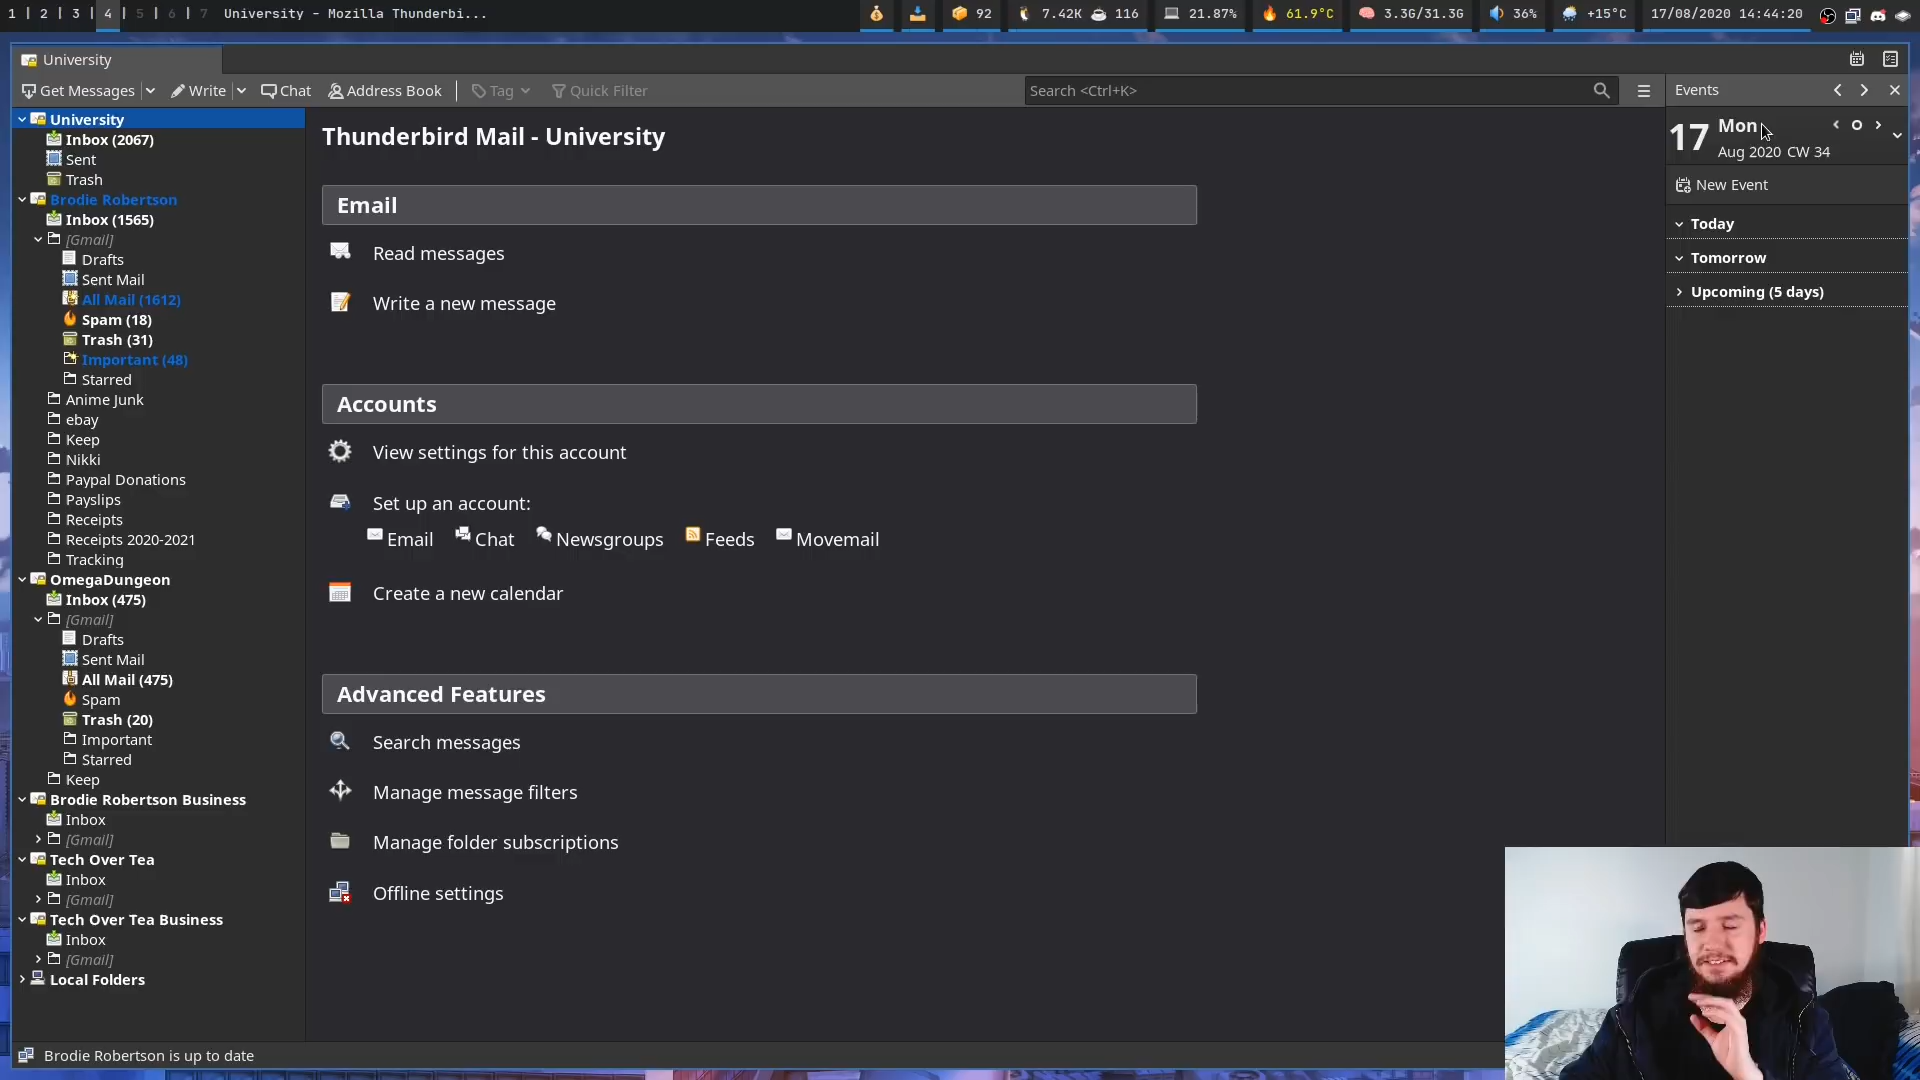 1 | 2 | 3 | 4 | 5 | 6 | 7 University - Mozilla Thunderbi... 92 7.42K 116 21.87% 61.9°C 3.3G/31.3G 36% +15°C 17/08/2020 14:44:20
University
Get Messages Write Chat Address Book Tag Quick Filter Search <Ctrl+K> Events
University
Inbox (2067)
Sent
Trash
Brodie Robertson
Inbox (1565)
[Gmail]
Drafts
Sent Mail
All Mail (1612)
Spam (18)
Trash (31)
Important (48)
Starred
Anime Junk
ebay
Keep
Nikki
Paypal Donations
Payslips
Receipts
Receipts 2020-2021
Tracking
OmegaDungeon
Inbox (475)
[Gmail]
Drafts
Sent Mail
All Mail (475)
Spam
Trash (20)
Important
Starred
Keep
Brodie Robertson Business
Inbox
[Gmail]
Tech Over Tea
Inbox
[Gmail]
Tech Over Tea Business
Inbox
[Gmail]
Local Folders
Thunderbird Mail - University
Email
Read messages
Write a new message
Accounts
View settings for this account
Set up an account:
Email Chat Newsgroups Feeds Movemail
Create a new calendar
Advanced Features
Search messages
Manage message filters
Manage folder subscriptions
Offline settings
17 Mon
Aug 2020 CW 34
New Event
Today
Tomorrow
Upcoming (5 days)
Brodie Robertson is up to date